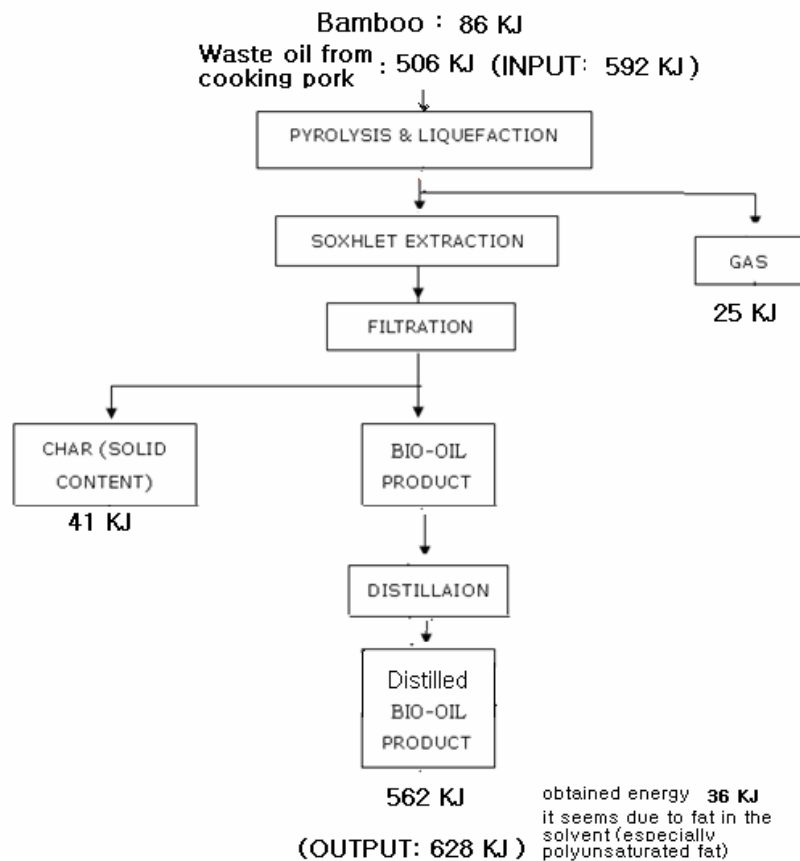 Bamboo : 86 KJ
Waste oil from
cooking pork : 506 KJ (INPUT: 592 KJ )
PYROLYSIS & LIQUEFACTION
SOXHLET EXTRACTION
GAS
25 KJ
FILTRATION
CHAR (SOLID
CONTENT)
41 KJ
BIO-OIL
PRODUCT
DISTILLAION
Distilled
BIO-OIL
PRODUCT
562 KJ
(OUTPUT: 628 KJ )
obtained energy 36 KJ
it seems due to fat in the
solvent (especially
polyunsaturated fat)